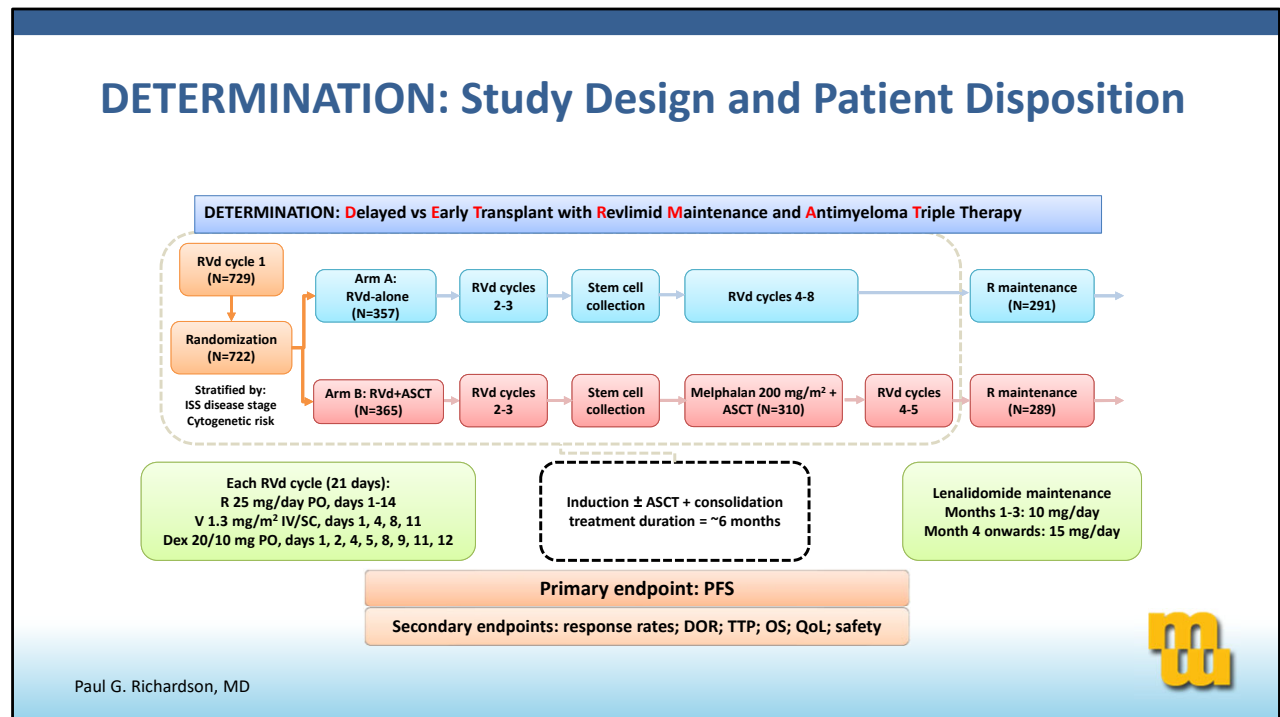 DETERMINATION: Study Design and Patient Disposition
DETERMINATION: Delayed vs Early Transplant with Revlimid Maintenance and Antimyeloma Triple Therapy
RVd cycle 1
(N=729)
Randomization
(N=722)
Stratified by:
ISS disease stage
Cytogenetic risk
Arm A:
RVd-alone
(N=357)
RVd cycles
2-3
Stem cell
collection
RVd cycles 4-8
R maintenance
(N=291)
Arm B: RVd+ASCT
(N=365)
RVd cycles
2-3
Stem cell
collection
Melphalan 200 mg/m² +
ASCT (N=310)
RVd cycles
4-5
R maintenance
(N=289)
Each RVd cycle (21 days):
R 25 mg/day PO, days 1-14
V 1.3 mg/m² IV/SC, days 1, 4, 8, 11
Dex 20/10 mg PO, days 1, 2, 4, 5, 8, 9, 11, 12
Induction ± ASCT + consolidation
treatment duration = ~6 months
Lenalidomide maintenance
Months 1-3: 10 mg/day
Month 4 onwards: 15 mg/day
Primary endpoint: PFS
Secondary endpoints: response rates; DOR; TTP; OS; QoL; safety
Paul G. Richardson, MD